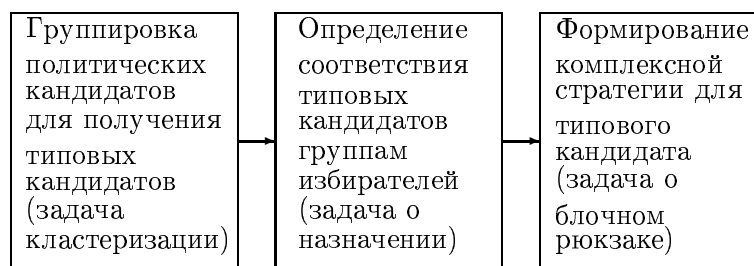 Группировка
политических
кандидатов
для получения
типовых
кандидатов
(задача
кластеризации)
Определение
соответствия
типовых
кандидатов
группам
избирателей
(задача о
назначении)
Формирование
комплексной
стратегии для
типового
кандидата
(задача о
блочном
рюкзаке)